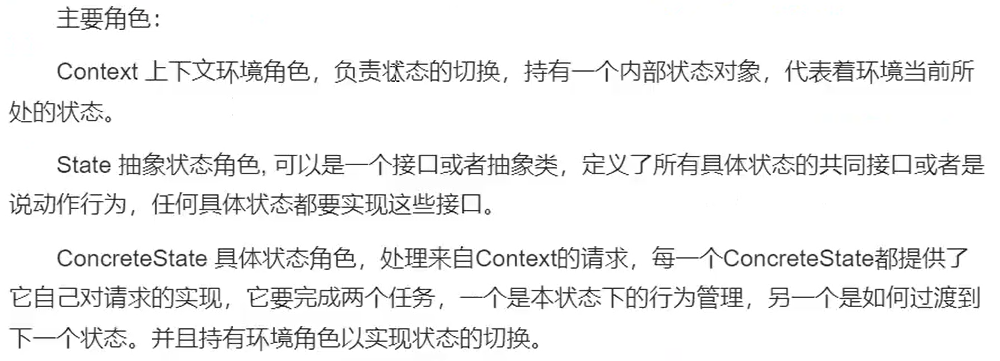 主要角色：
Context 上下文环境角色，负责状态的切换，持有一个内部状态对象，代表着环境当前所
处的状态。
State 抽象状态角色, 可以是一个接口或者抽象类，定义了所有具体状态的共同接口或者是
说动作行为，任何具体状态都要实现这些接口。
ConcreteState 具体状态角色，处理来自Context的请求，每一个ConcreteState都提供了
它自己对请求的实现，它要完成两个任务，一个是本状态下的行为管理，另一个是如何过渡到
下一个状态。并且持有环境角色以实现状态的切换。